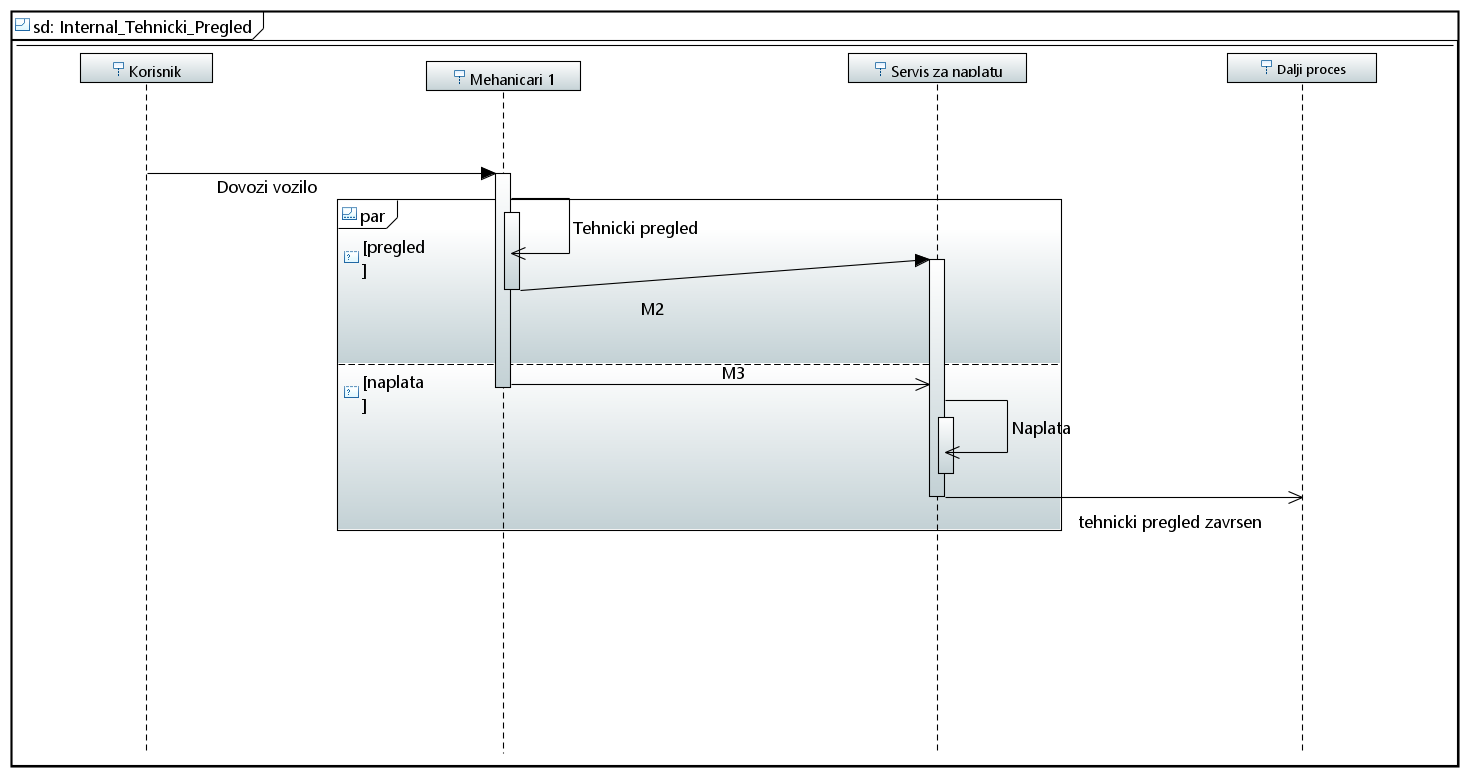 sd: Internal_Tehnicki_Pregled
Korisnik
Mehanicari 1
Servis za naplatu
Dalji proces
Dovozi vozilo
par
Tehnicki pregled
[pregled
]
M2
M3
[naplata
]
Naplata
tehnicki pregled zavrsen